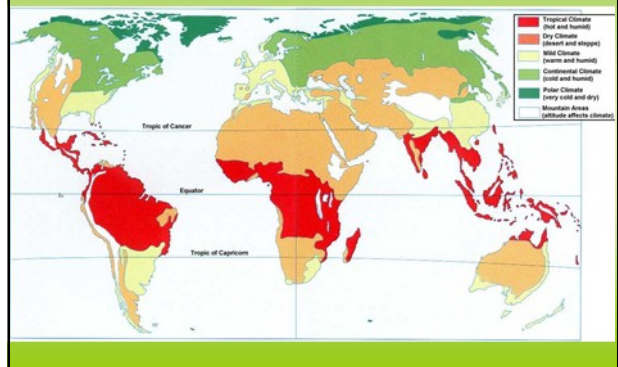 Tropical Climate
(hot and humid)
Dry Climate
(desert and steppe)
Mild Climate
(warm and humid)
Continental Climate
(cold and humid)
Polar Climate
(very cold and dry)
Mountain Areas
(altitude affects climate)
Tropic of Cancer
Equator
Tropic of Capricorn